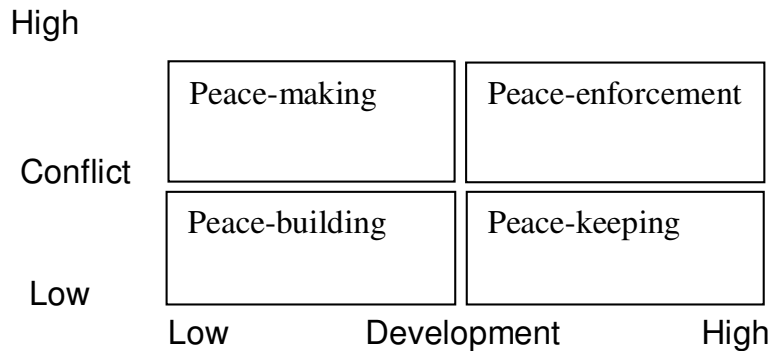 High
Peace-making Peace-enforcement
Conflict
Peace-building Peace-keeping
Low
Low Development High